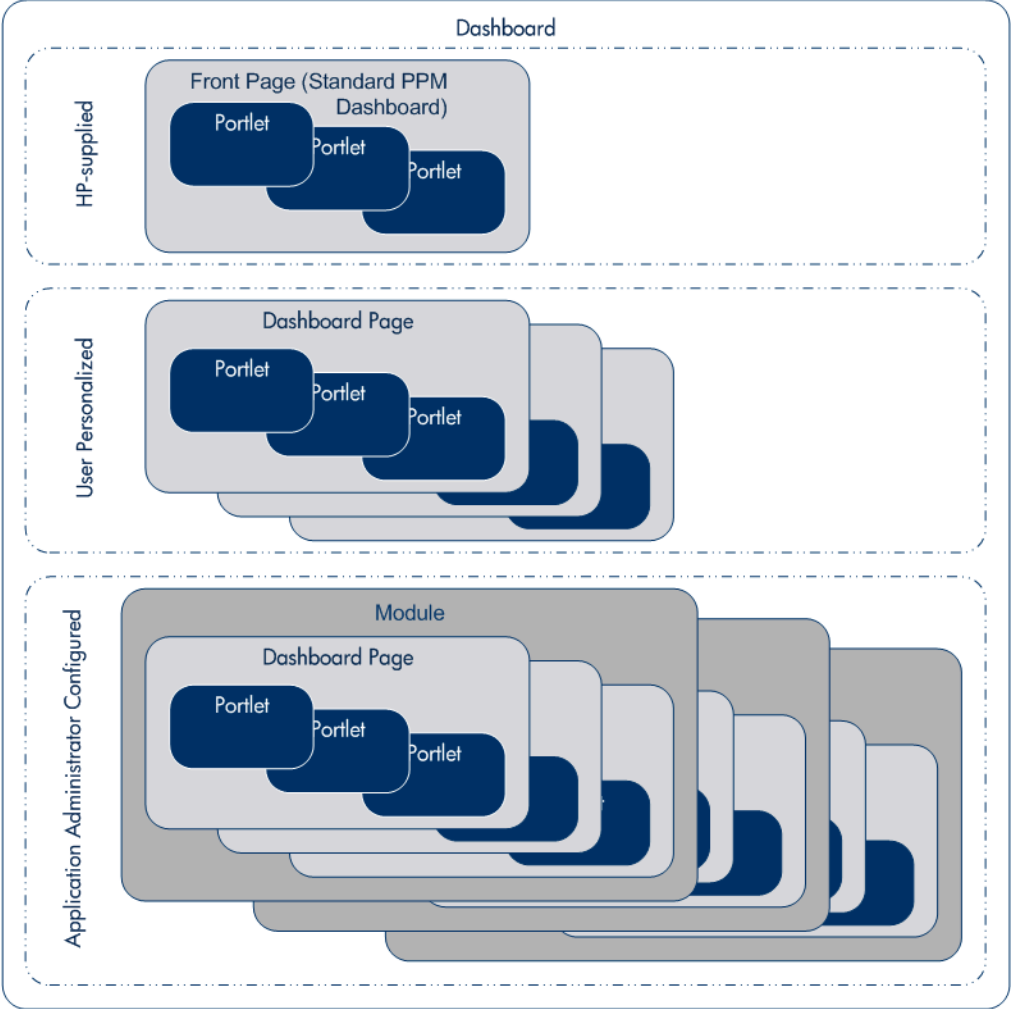 Dashboard
HP-supplied
Front Page (Standard PPM
Dashboard)
Portlet
Portlet
Portlet
User Personalized
Dashboard Page
Portlet
Portlet
Portlet
Application Administrator Configured
Module
Dashboard Page
Portlet
Portlet
Portlet